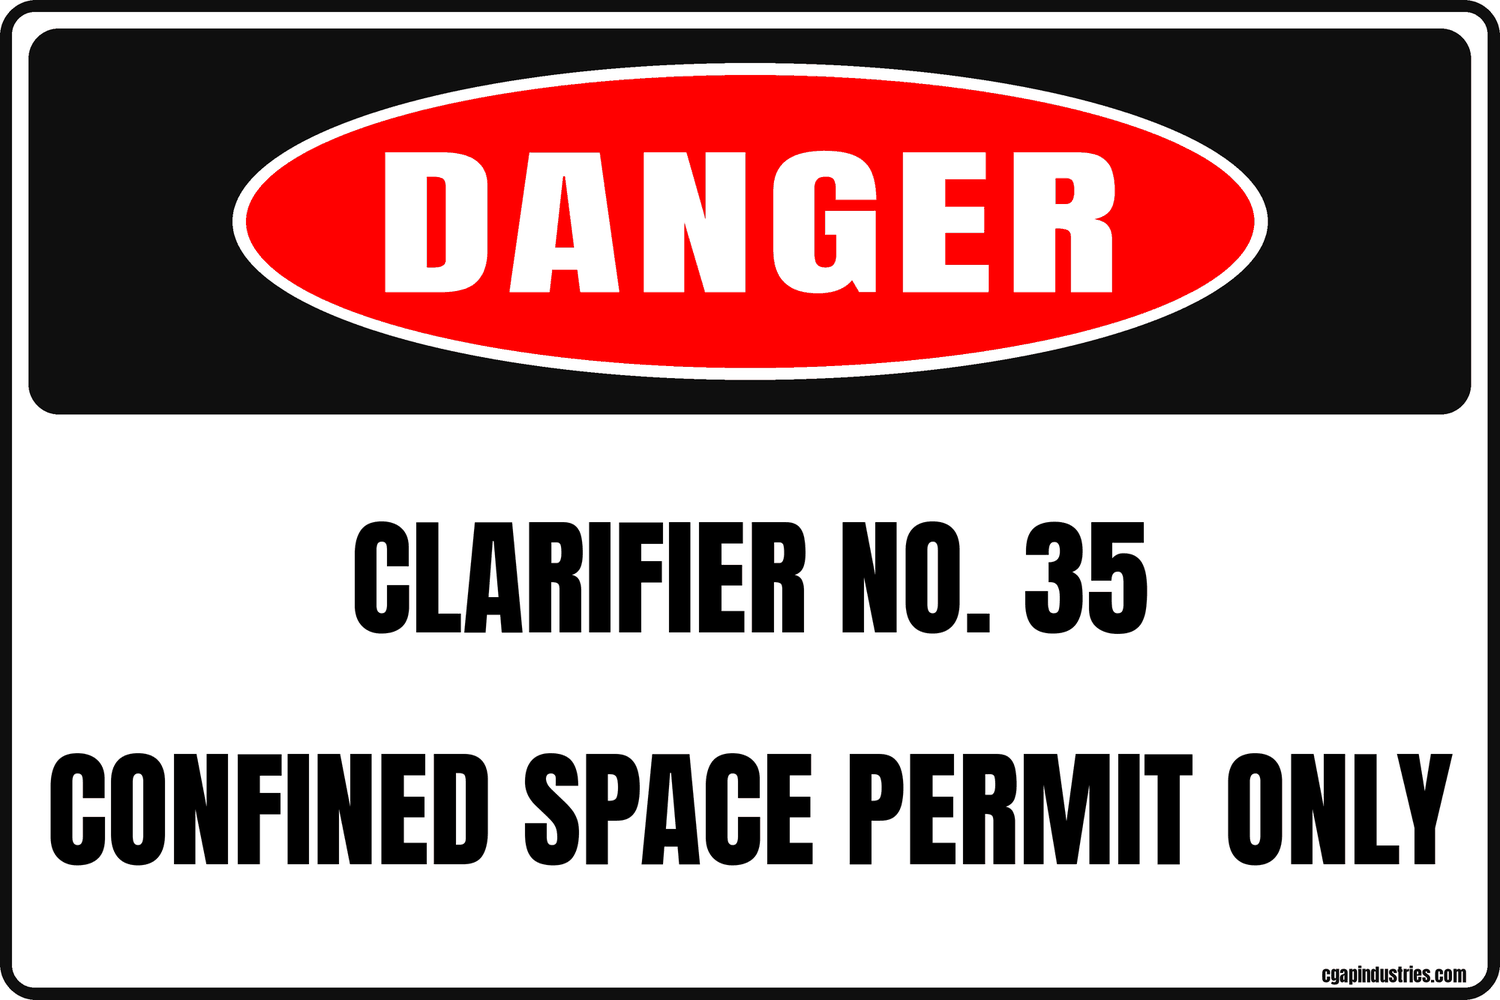 DANGER
CLARIFIER NO. 35
CONFINED SPACE PERMIT ONLY
cgapindustries.com